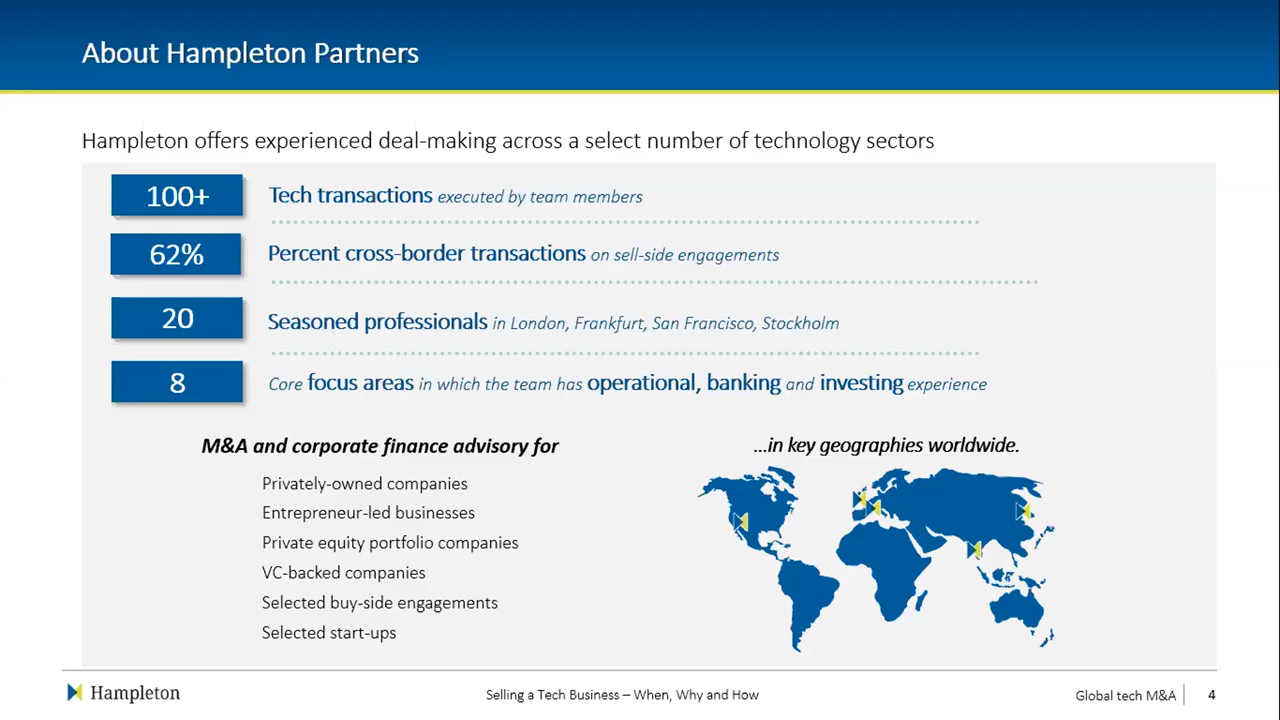 About Hampleton Partners
Hampleton offers experienced deal-making across a select number of technology sectors
100+ Tech transactions executed by team members
62% Percent cross-border transactions on sell-side engagements
20 Seasoned professionals in London, Frankfurt, San Francisco, Stockholm
8 Core focus areas in which the team has operational, banking and investing experience
M&A and corporate finance advisory for
Privately-owned companies
Entrepreneur-led businesses
Private equity portfolio companies
VC-backed companies
Selected buy-side engagements
Selected start-ups
...in key geographies worldwide.
Hampleton
Selling a Tech Business – When, Why and How
Global tech M&A 4